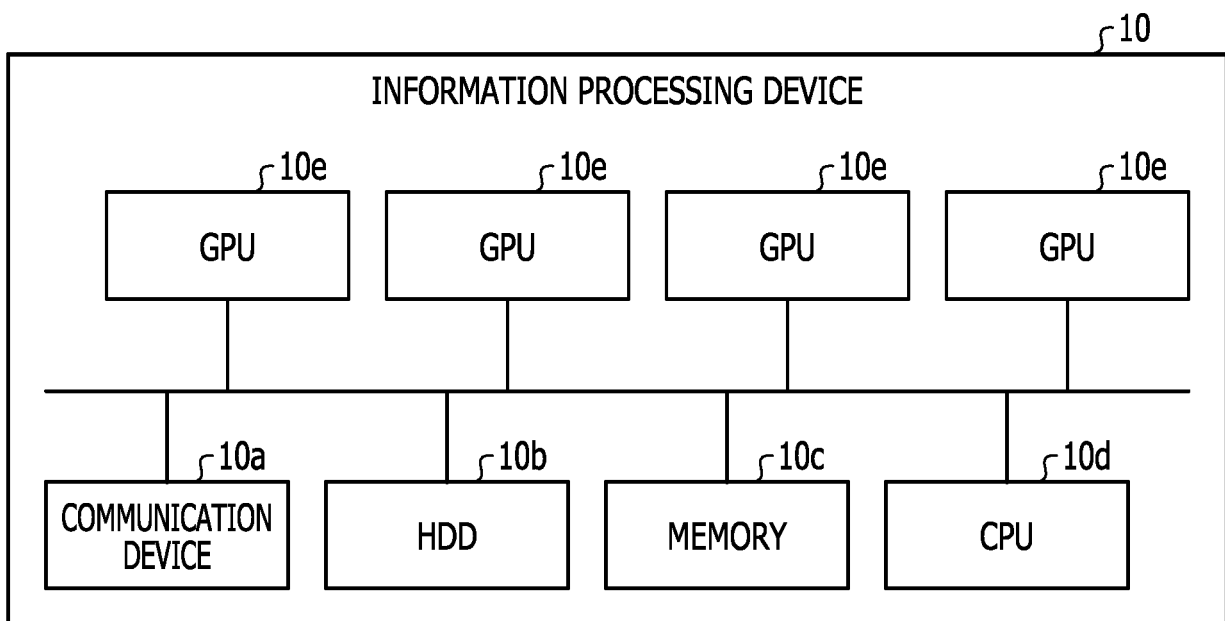 10
INFORMATION PROCESSING DEVICE
10e 10e 10e 10e
GPU GPU GPU GPU
10a 10b 10c 10d
COMMUNICATION
DEVICE
HDD
MEMORY
CPU